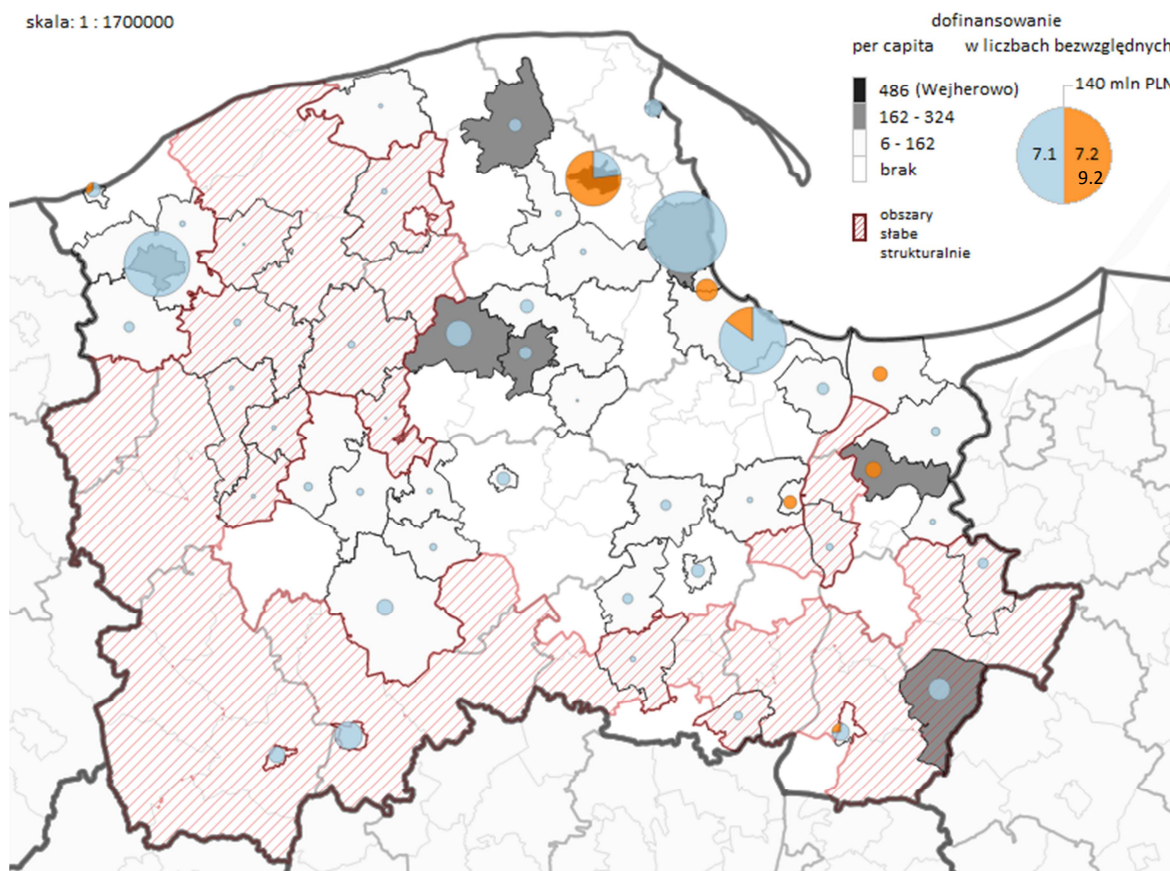 skala: 1 : 1700000
dofinansowanie
per capita w liczbach bezwzględnych
486 (Wejherowo)
162 - 324
6 - 162
brak
140 mln PLN
7.1 7.2
9.2
obszary
słabe
strukturalnie